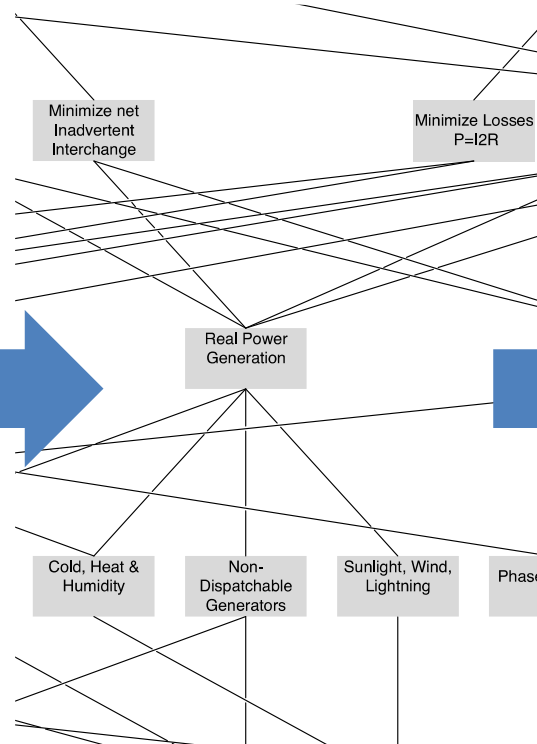 Minimize net
Inadvertent
Interchange
Minimize Losses
P=I2R
Real Power
Generation
Cold, Heat &
Humidity
Non-
Dispatchable
Generators
Sunlight, Wind,
Lightning
Phase